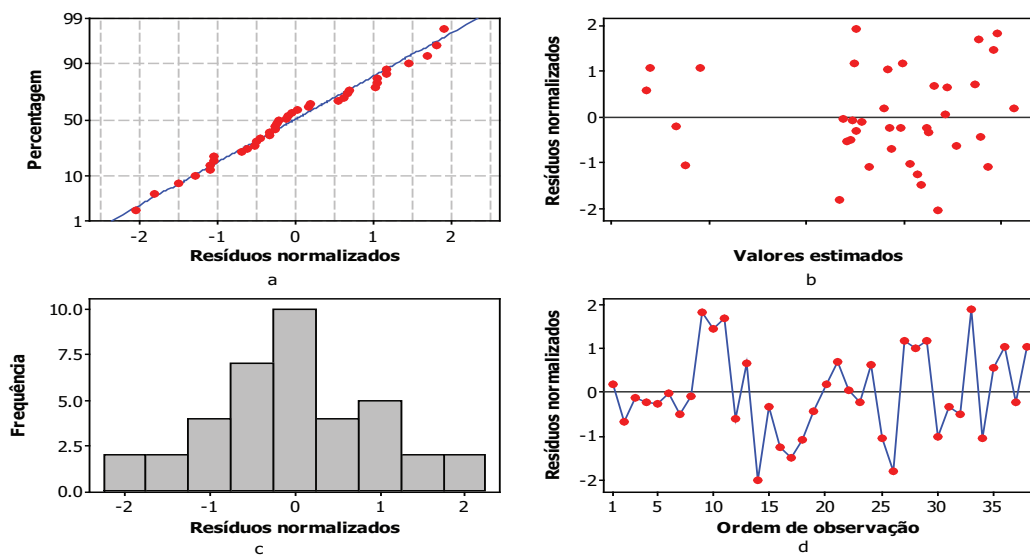 99
90
50
10
1
Percentagem
-2 -1 0 1 2
Resíduos normalizados
a
2
1
0
-1
-2
Resíduos normalizados
Valores estimados
b
10.0
7.5
5.0
2.5
0.0
Frequência
-2 -1 0 1 2
Resíduos normalizados
c
2
1
0
-1
-2
Resíduos normalizados
1 5 10 15 20 25 30 35
Ordem de observação
d